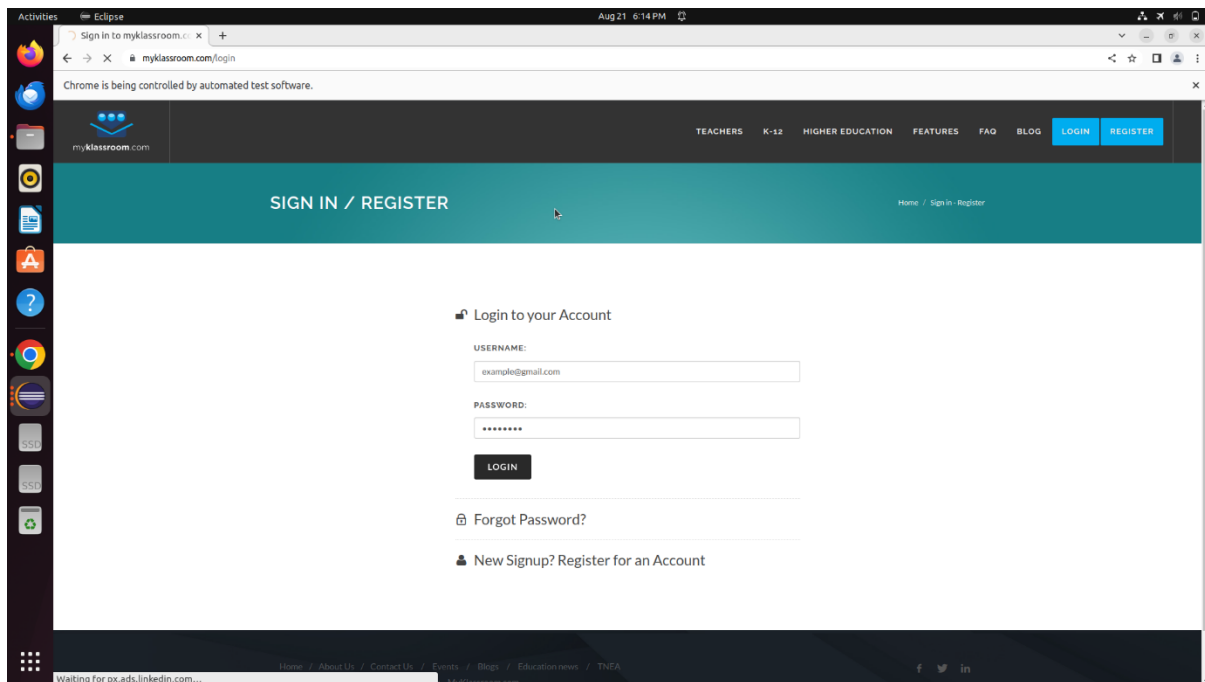 Activities Eclipse Aug 21 6:14 PM
Sign in to myklassroom.cc × +
myklassroom.com/login
Chrome is being controlled by automated test software. ×
myklassroom.com
TEACHERS K-12 HIGHER EDUCATION FEATURES FAQ BLOG LOGIN REGISTER
SIGN IN / REGISTER
Home / Sign in - Register
Login to your Account
USERNAME:
example@gmail.com
PASSWORD:
••••••••
LOGIN
Forgot Password?
New Signup? Register for an Account
SSD
SSD
Home / About Us / Contact Us / Events / Blogs / Education news / TNEA
Waiting for px.ads.linkedin.com...